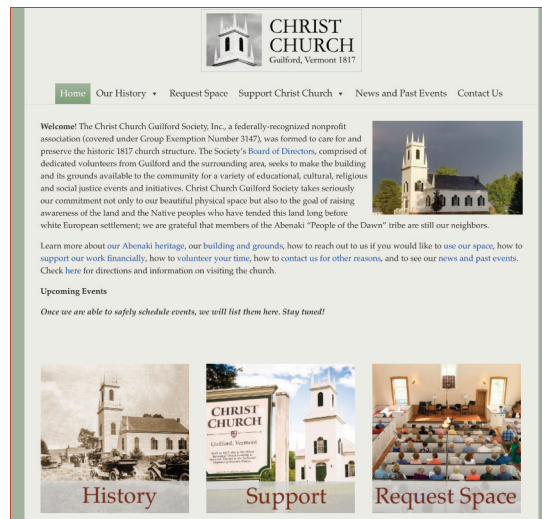 CHRIST
CHURCH
Guilford, Vermont 1817
Home Our History Request Space Support Christ Church News and Past Events Contact Us
Welcome! The Christ Church Guilford Society, Inc., a federally-recognized nonprofit
association (covered under Group Exemption Number 3147), was formed to care for and
preserve the historic 1817 church structure. The Society's Board of Directors, comprised of
dedicated volunteers from Guilford and the surrounding area, seeks to make the building
and its grounds available to the community for a variety of educational, cultural, religious
and social justice events and initiatives. Christ Church Guilford Society takes seriously
our commitment not only to our beautiful physical space but also to the goal of raising
awareness of the land and the Native peoples who have tended this land long before
white European settlement; we are grateful that members of the Abenaki "People of the Dawn" tribe are still our neighbors.
Learn more about our Abenaki heritage, our building and grounds, how to reach out to us if you would like to use our space, how to
support our work financially, how to volunteer your time, how to contact us for other reasons, and to see our news and past events.
Check here for directions and information on visiting the church.
Upcoming Events
Once we are able to safely schedule events, we will list them here. Stay tuned!
CHRIST
CHURCH
Guilford, Vermont
History
Support
Request Space